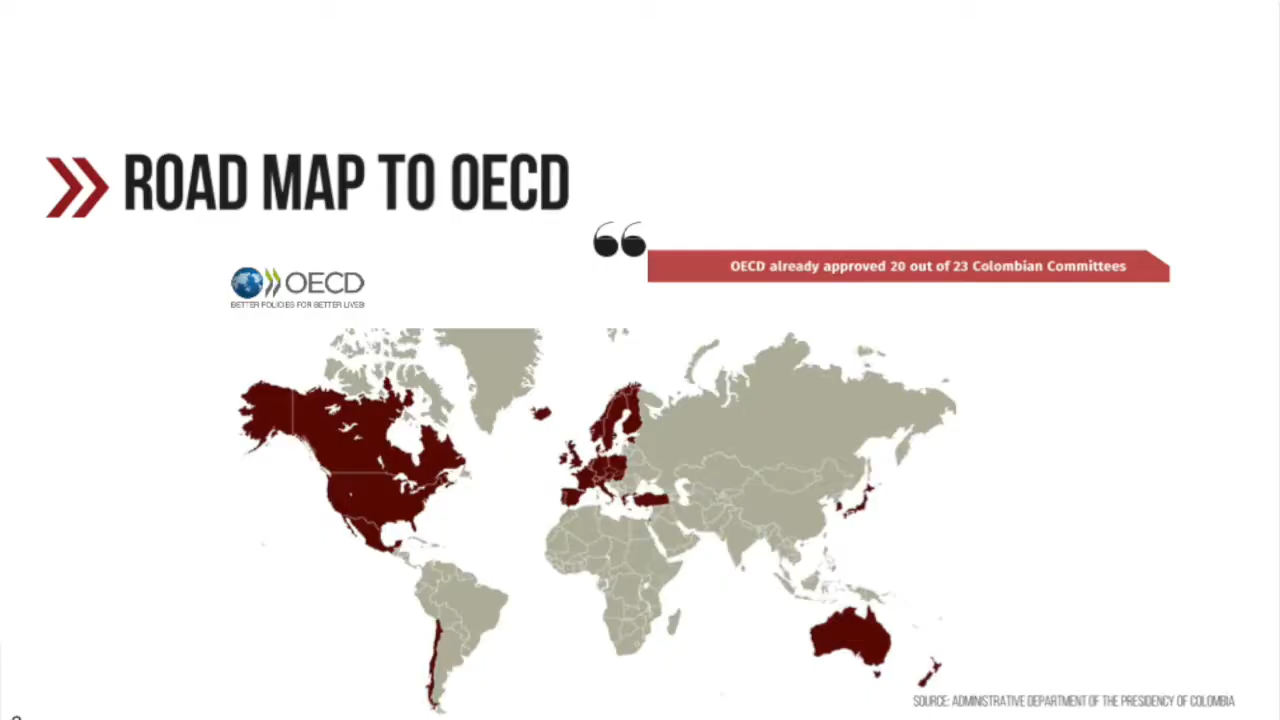 ROAD MAP TO OECD
OECD already approved 20 out of 23 Colombian Committees
OECD
BETTER POLICIES FOR BETTER LIVES
SOURCE: ADMINISTRATIVE DEPARTMENT OF THE PRESIDENCY OF COLOMBIA